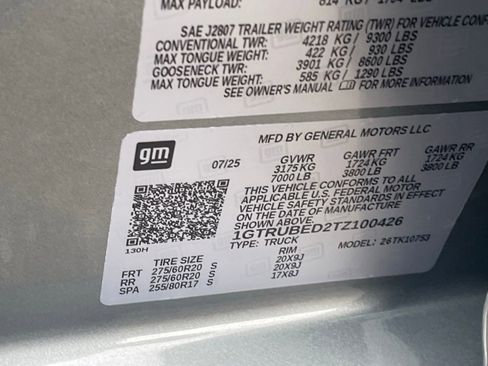 MAX PAYLOAD: 814 KG / 1794 LBS
SAE J2807 TRAILER WEIGHT RATING (TWR) FOR VEHICLE CONF
CONVENTIONAL TWR: 4218 KG/ 9300 LBS
MAX TONGUE WEIGHT: 422 KG/ 930 LBS
GOOSENECK TWR: 3901 KG/ 8600 LBS
MAX TONGUE WEIGHT: 585 KG/ 1290 LBS
SEE OWNER'S MANUAL FOR MORE
gm
MFD BY GENERAL MOTORS LLC
07/25 GVWR GAWR FRT GAWR RR
3175 KG 1724 KG 1724 KG
7000 LB 3800 LB 3800 LB
THIS VEHICLE CONFORMS TO ALL
APPLICABLE U.S. FEDERAL MOTOR
VEHICLE SAFETY STANDARDS IN EFFECT
ON THE DATE OF MANUFACTURE
SHOWN ABOVE.
1GTRUBED2TZ100426
130H
TYPE: TRUCK MODEL: 26TK10753
TIRE SIZE RIM
FRT 275/60R20 S 20X9J
RR 275/60R20 S 20X9J
SPA 255/80R17 S 17X8J